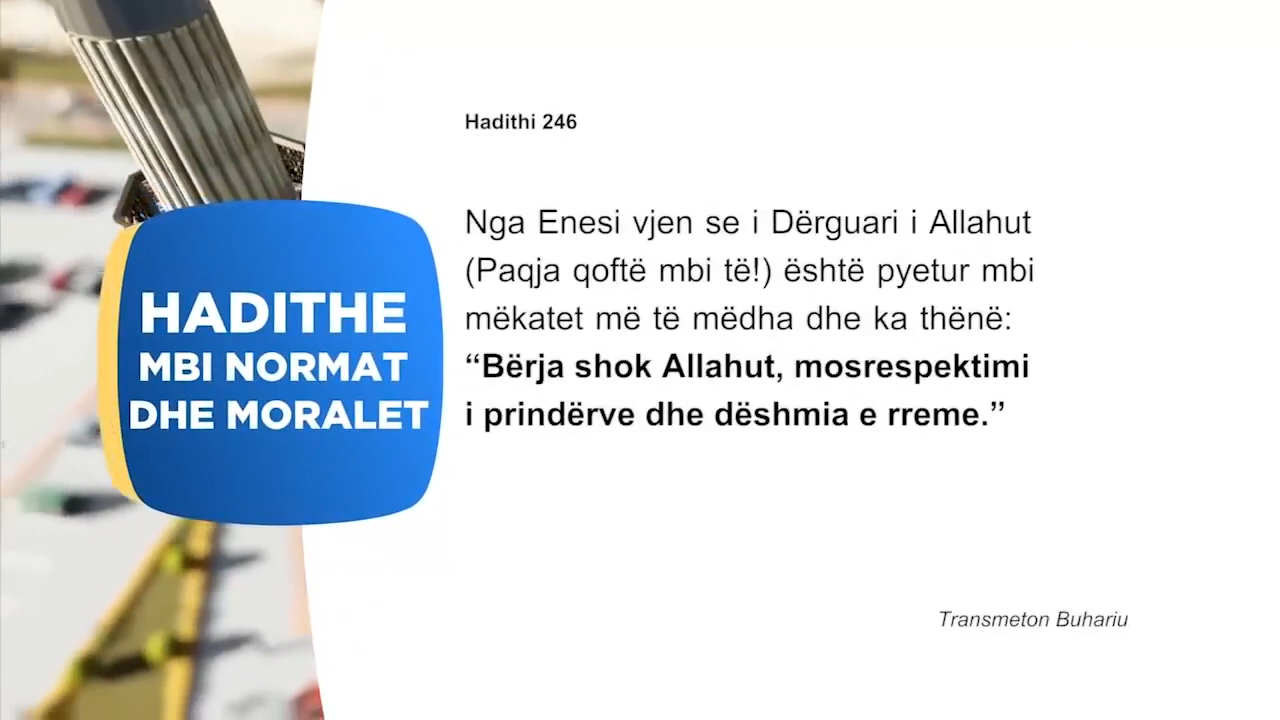 HADITHE
MBI NORMAT
DHE MORALET
Hadithi 246
Nga Enesi vjen se i Dërguari i Allahut
(Paqja qoftë mbi të!) është pyetur mbi
mëkatet më të mëdha dhe ka thënë:
“Bërja shok Allahut, mosrespektimi
i prindërve dhe dëshmia e rreme.”
Transmeton Buhariu